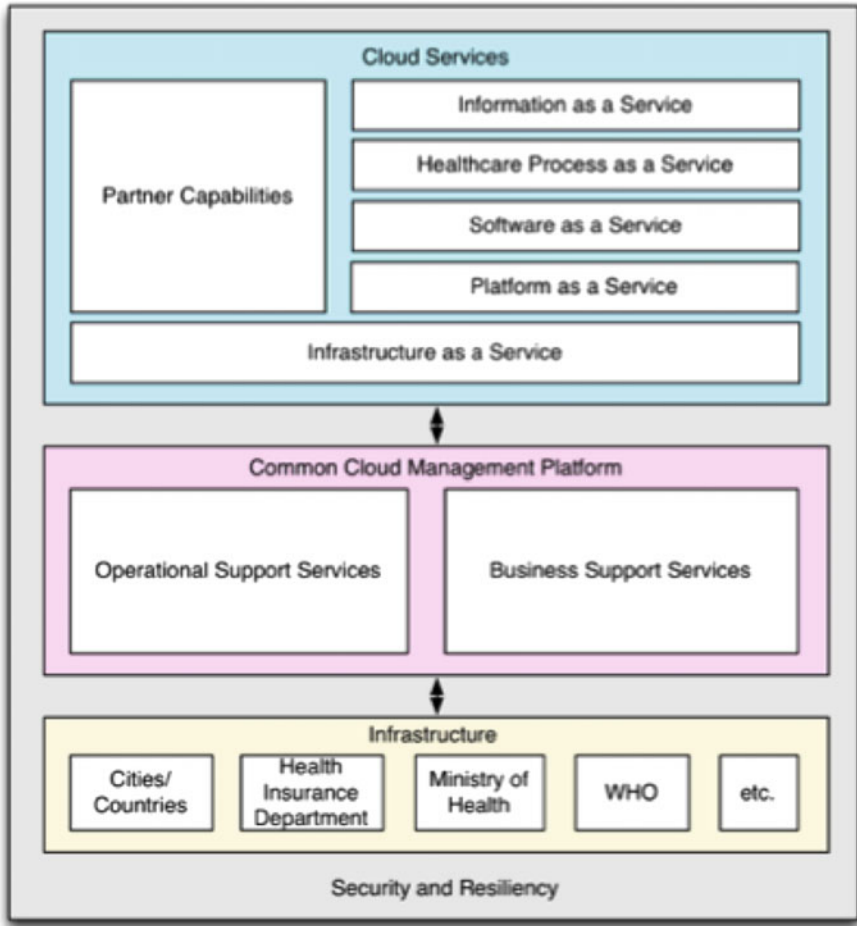 Cloud Services
Partner Capabilities
Information as a Service
Healthcare Process as a Service
Software as a Service
Platform as a Service
Infrastructure as a Service
Common Cloud Management Platform
Operational Support Services
Business Support Services
Infrastructure
Cities/
Countries
Health
Insurance
Department
Ministry of
Health
WHO
etc.
Security and Resiliency